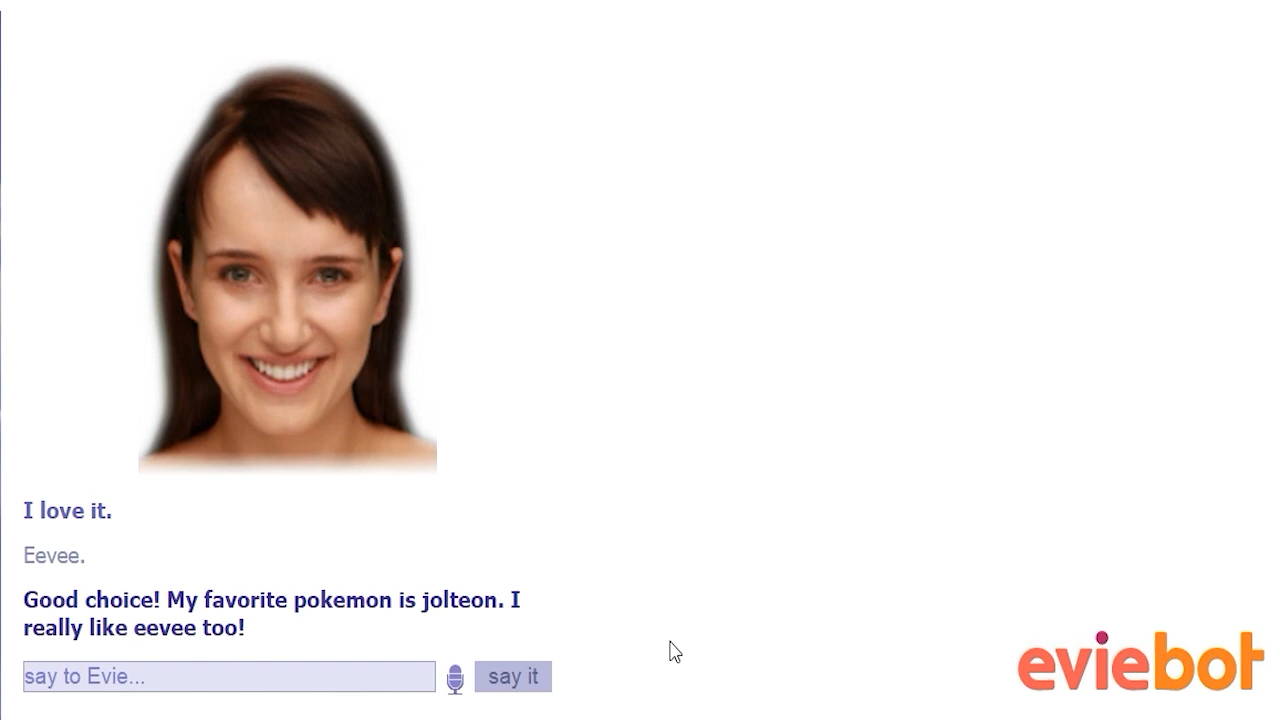 I love it.
Eevee.
Good choice! My favorite pokemon is jolteon. I
really like eevee too!
say to Evie...
say it
eviebot